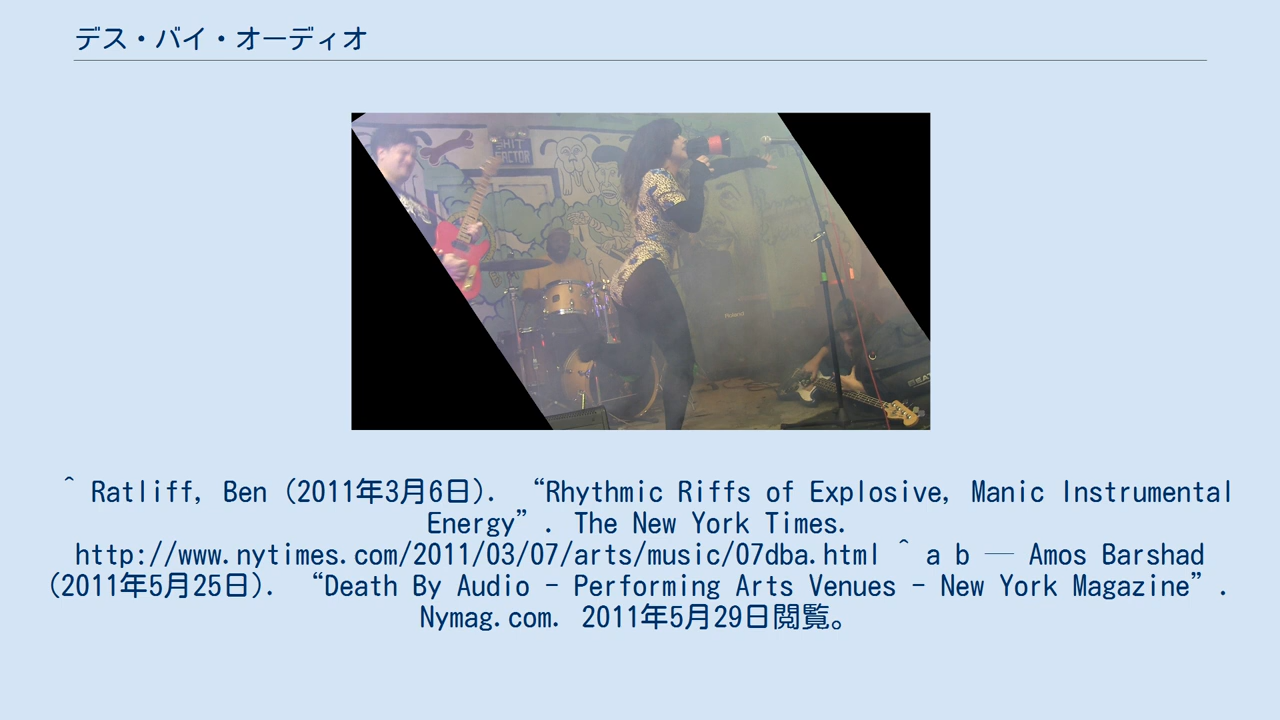 デス・バイ・オーディオ
SHIT
FACTOR
Roland
^ Ratliff, Ben (2011年3月6日). “Rhythmic Riffs of Explosive, Manic Instrumental
Energy”. The New York Times.
http://www.nytimes.com/2011/03/07/arts/music/07dba.html ^ a b — Amos Barshad
(2011年5月25日). “Death By Audio - Performing Arts Venues - New York Magazine”.
Nymag.com. 2011年5月29日閲覧。